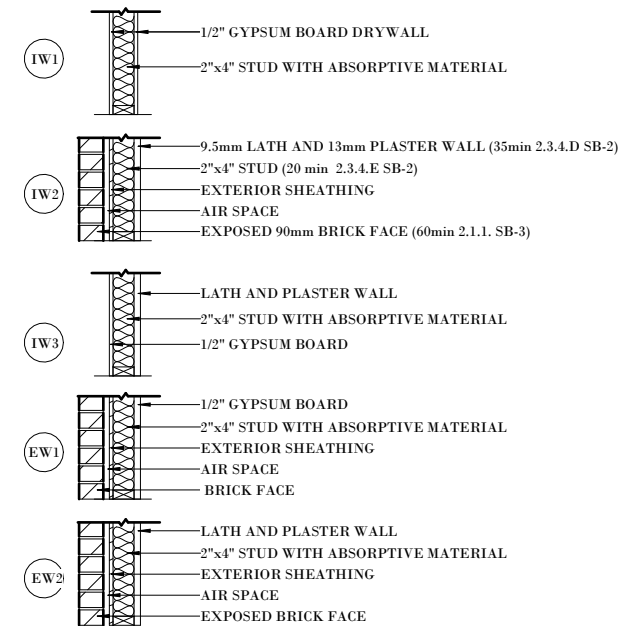 IW1
1/2" GYPSUM BOARD DRYWALL
2"x4" STUD WITH ABSORPTIVE MATERIAL
IW2
9.5mm LATH AND 13mm PLASTER WALL (35min 2.3.4.D SB-2)
2"x4" STUD (20 min 2.3.4.E SB-2)
EXTERIOR SHEATHING
AIR SPACE
EXPOSED 90mm BRICK FACE (60min 2.1.1. SB-3)
IW3
LATH AND PLASTER WALL
2"x4" STUD WITH ABSORPTIVE MATERIAL
1/2" GYPSUM BOARD
EW1
1/2" GYPSUM BOARD
2"x4" STUD WITH ABSORPTIVE MATERIAL
EXTERIOR SHEATHING
AIR SPACE
BRICK FACE
EW2
LATH AND PLASTER WALL
2"x4" STUD WITH ABSORPTIVE MATERIAL
EXTERIOR SHEATHING
AIR SPACE
EXPOSED BRICK FACE